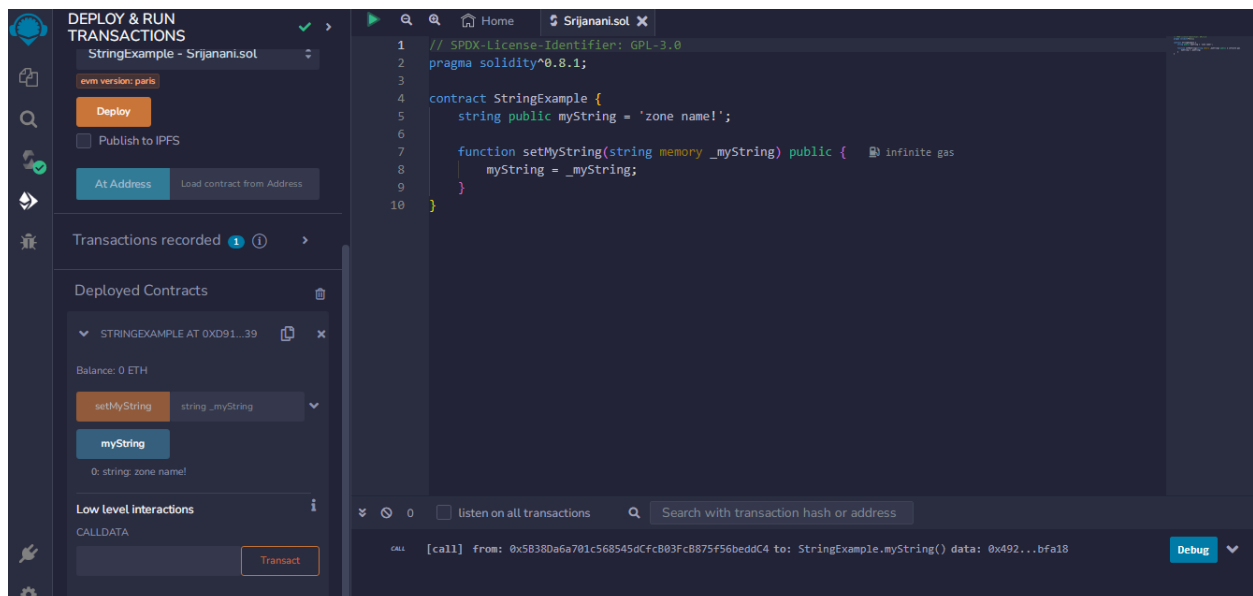 DEPLOY & RUN
TRANSACTIONS
StringExample - Srijanani.sol
evm version: paris
Deploy
Publish to IPFS
At Address
Load contract from Address
Transactions recorded 1
Deployed Contracts
STRINGEXAMPLE AT 0XD91...39
Balance: 0 ETH
setMyString
string _myString
myString
0: string: zone name!
Low level interactions
CALLDATA
Transact
Home
Srijanani.sol
1 // SPDX-License-Identifier: GPL-3.0
2 pragma solidity^0.8.1;
3
4 contract StringExample {
5 string public myString = 'zone name!';
6
7 function setMyString(string memory _myString) public { infinite gas
8 myString = _myString;
9 }
10 }
0
listen on all transactions
Search with transaction hash or address
CALL [call] from: 0x5B38Da6a701c568545dCfcB03FcB875f56beddC4 to: StringExample.myString() data: 0x492...bfa18
Debug